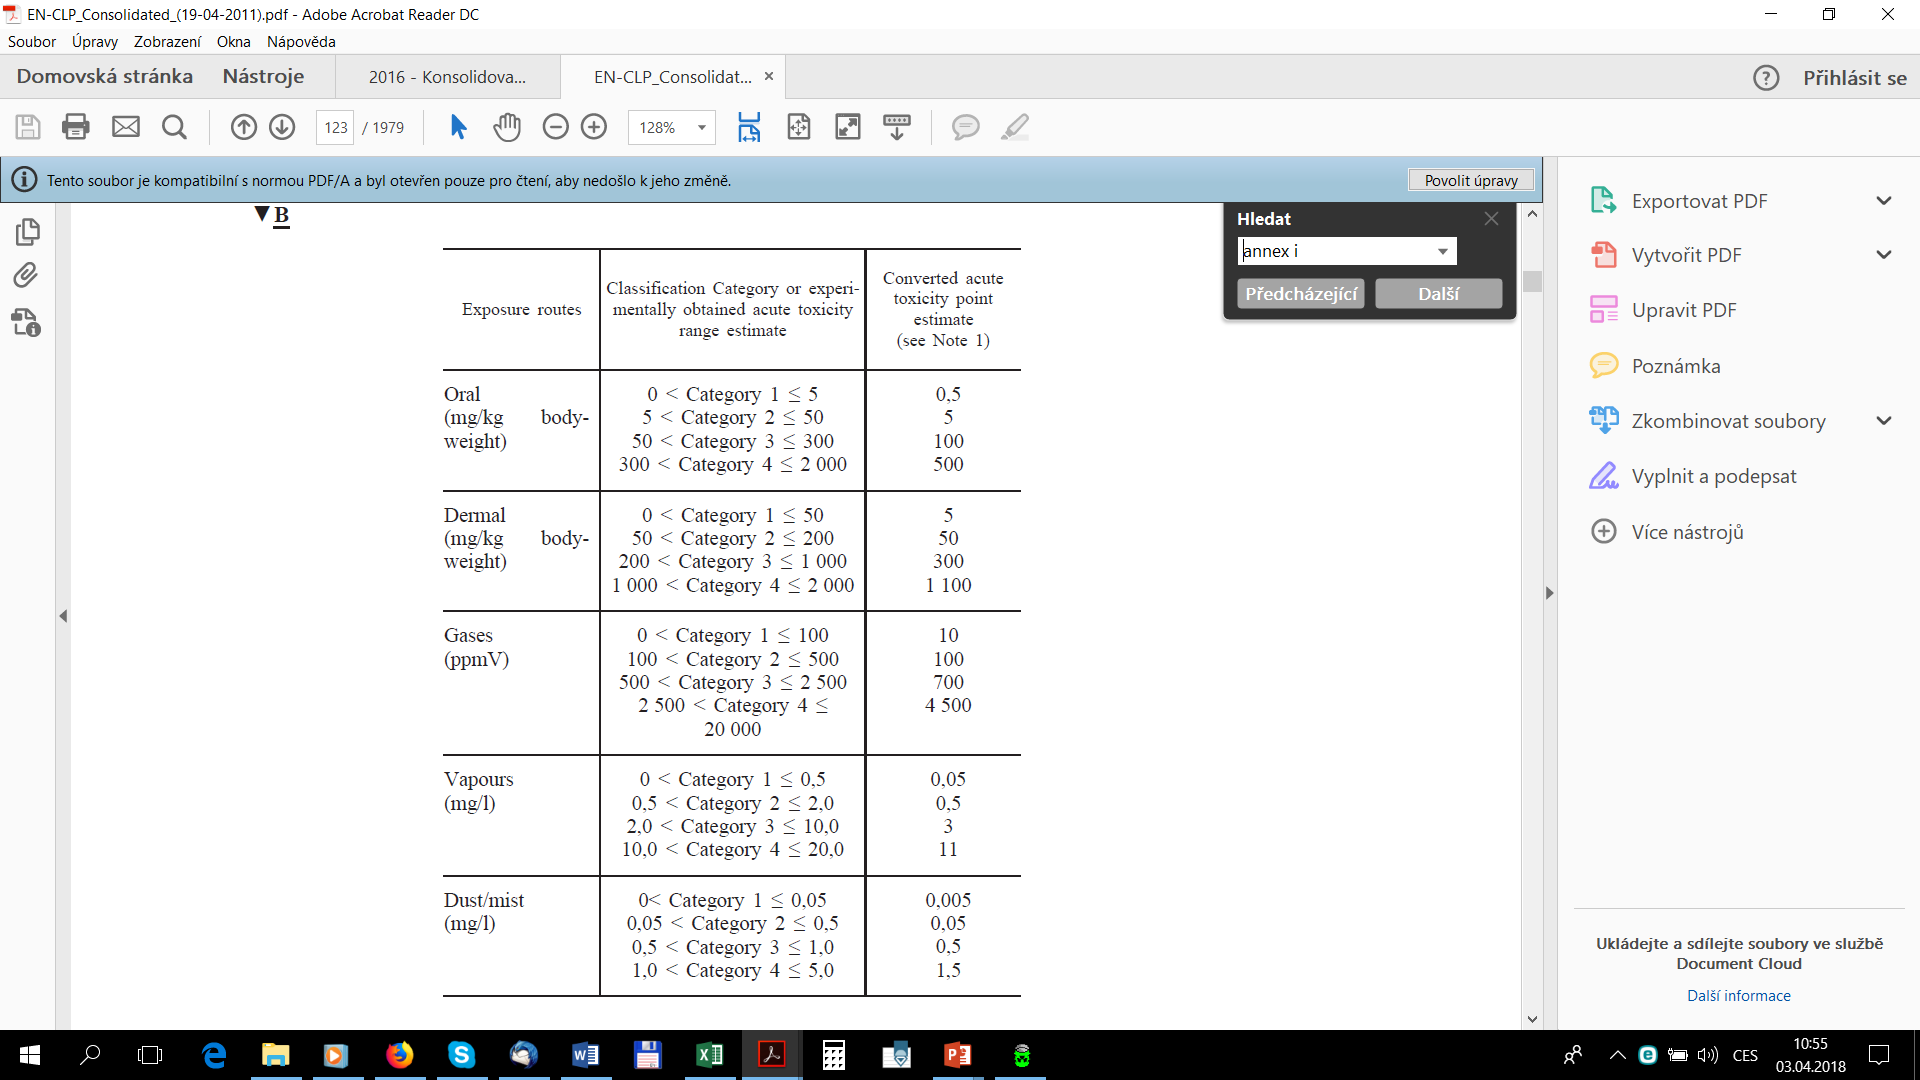 EN-CLP_Consolidated_(19-04-2011).pdf - Adobe Acrobat Reader DC
Soubor Úpravy Zobrazení Okna Nápověda
Domovská stránka Nástroje 2016 - Konsolidova... EN-CLP_Consolidat... Přihlásit se
123 / 1979 128%
Tento soubor je kompatibilní s normou PDF/A a byl otevřen pouze pro čtení, aby nedošlo k jeho změně. Povolit úpravy
▼B
Hledat
annex i
Předcházející Další
Exposure routes
Classification Category or experi-
mentally obtained acute toxicity
range estimate
Converted acute
toxicity point
estimate
(see Note 1)
Oral 0 < Category 1 ≤ 5 0,5
(mg/kg body- 5 < Category 2 ≤ 50 5
weight) 50 < Category 3 ≤ 300 100
300 < Category 4 ≤ 2 000 500
Dermal 0 < Category 1 ≤ 50 5
(mg/kg body- 50 < Category 2 ≤ 200 50
weight) 200 < Category 3 ≤ 1 000 300
1 000 < Category 4 ≤ 2 000 1 100
Gases 0 < Category 1 ≤ 100 10
(ppmV) 100 < Category 2 ≤ 500 100
500 < Category 3 ≤ 2 500 700
2 500 < Category 4 ≤ 4 500
20 000
Vapours 0 < Category 1 ≤ 0,5 0,05
(mg/l) 0,5 < Category 2 ≤ 2,0 0,5
2,0 < Category 3 ≤ 10,0 3
10,0 < Category 4 ≤ 20,0 11
Dust/mist 0< Category 1 ≤ 0,05 0,005
(mg/l) 0,05 < Category 2 ≤ 0,5 0,05
0,5 < Category 3 ≤ 1,0 0,5
1,0 < Category 4 ≤ 5,0 1,5
Exportovat PDF
Vytvořit PDF
Upravit PDF
Poznámka
Zkombinovat soubory
Vyplnit a podepsat
Více nástrojů
Ukládejte a sdílejte soubory ve službě
Document Cloud
Další informace
CES
10:55
03.04.2018